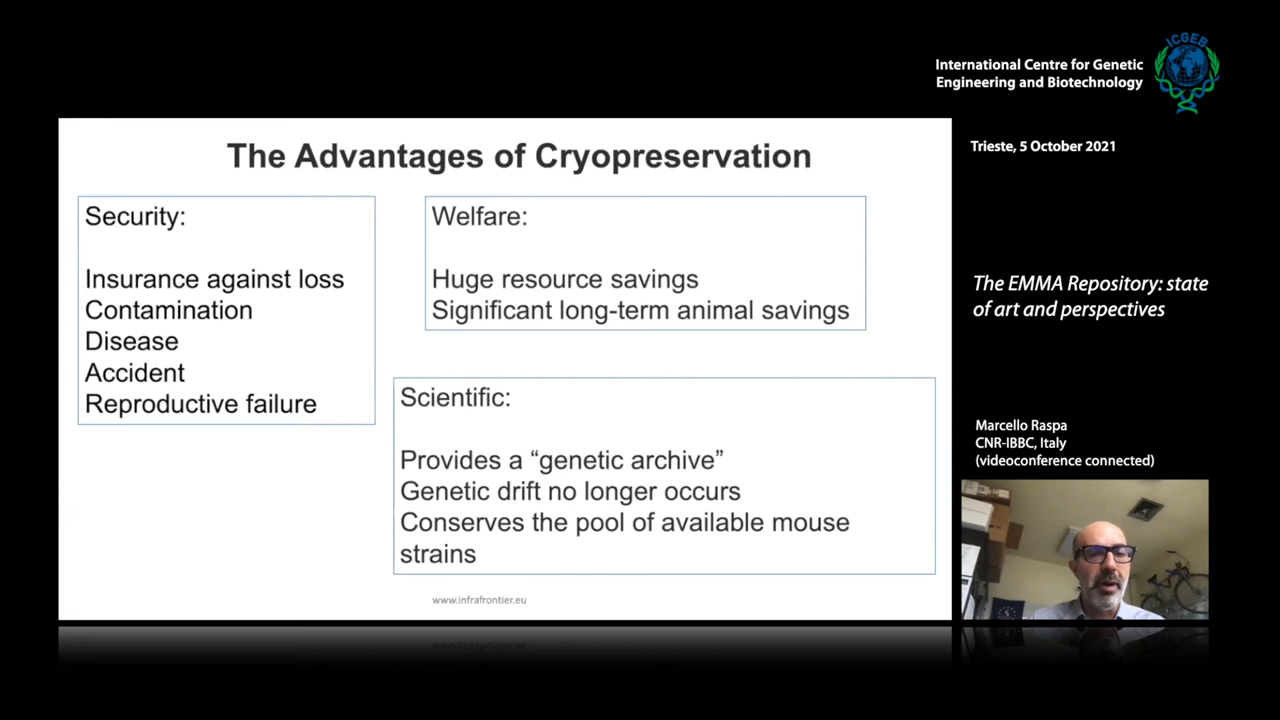 ICGEB
International Centre for Genetic
Engineering and Biotechnology
Trieste, 5 October 2021
The Advantages of Cryopreservation
Security:
Insurance against loss
Contamination
Disease
Accident
Reproductive failure
Welfare:
Huge resource savings
Significant long-term animal savings
Scientific:
Provides a “genetic archive”
Genetic drift no longer occurs
Conserves the pool of available mouse
strains
www.infrafrontier.eu
The EMMA Repository: state
of art and perspectives
Marcello Raspa
CNR-IBBC, Italy
(videoconference connected)